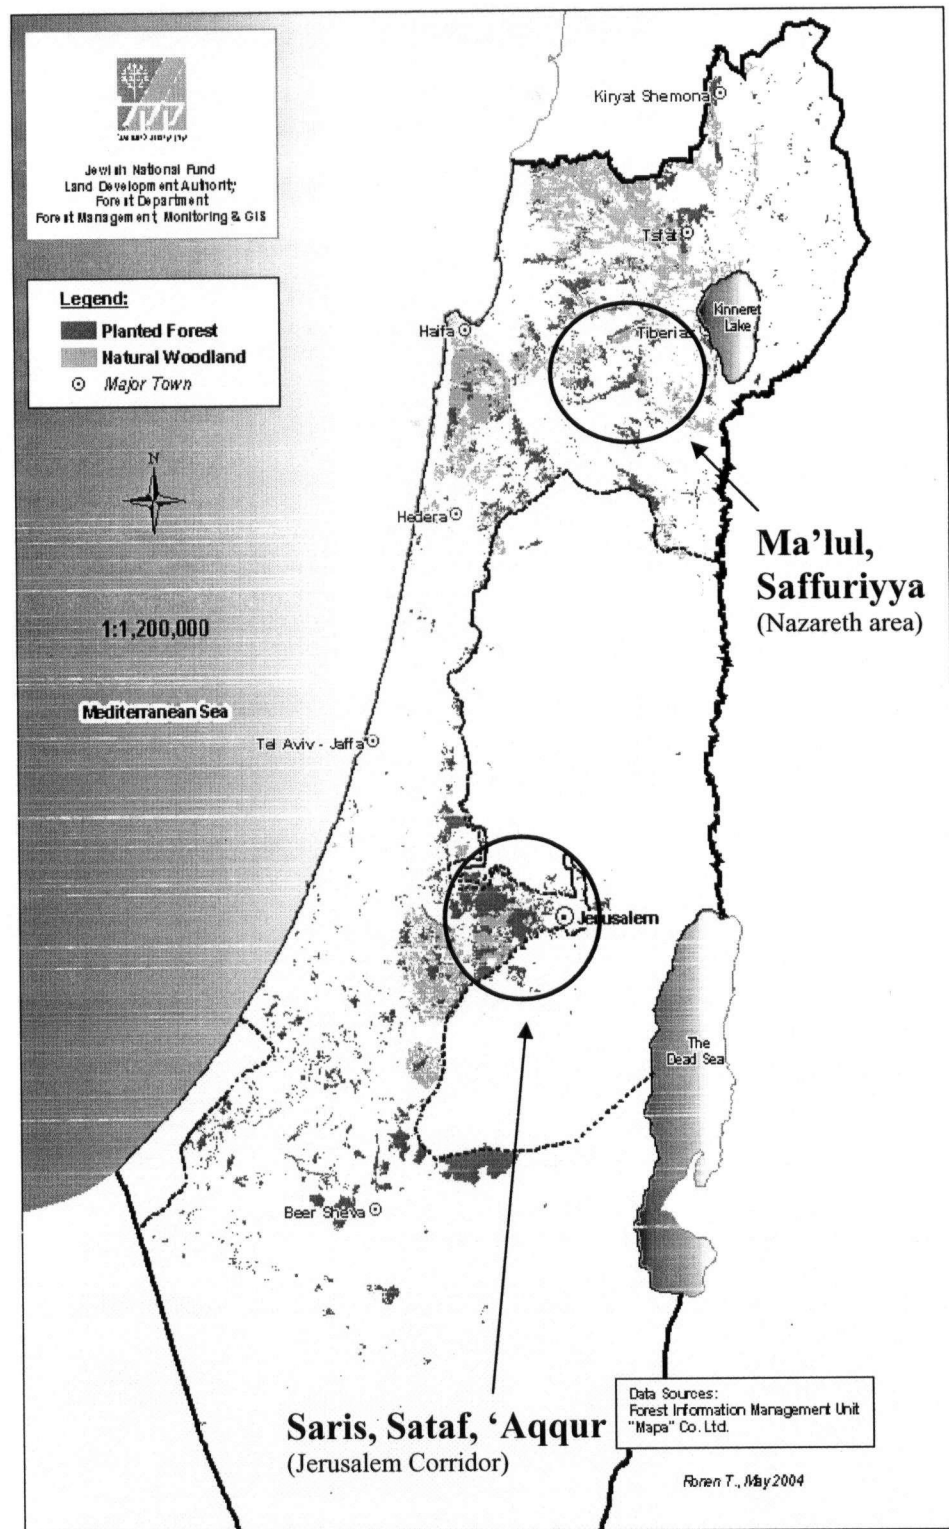 קקל
Jewish National Fund
Land Development Authority
Forest Department
Forest Management, Monitoring & GIS
Legend:
Planted Forest
Natural Woodland
Major Town
N
1:1,200,000
Mediterranean Sea
Kiryat Shemona
Tsfat
Kinneret
Lake
Haifa
Tiberias
Hedera
Ma’lul,
Saffuriyya
(Nazareth area)
Tel Aviv - Jaffa
Jerusalem
The
Dead Sea
Beer Sheva
Saris, Sataf, ‘Aqqur
(Jerusalem Corridor)
Data Sources:
Forest Information Management Unit
"Mapa" Co. Ltd.
Ronen T., May 2004